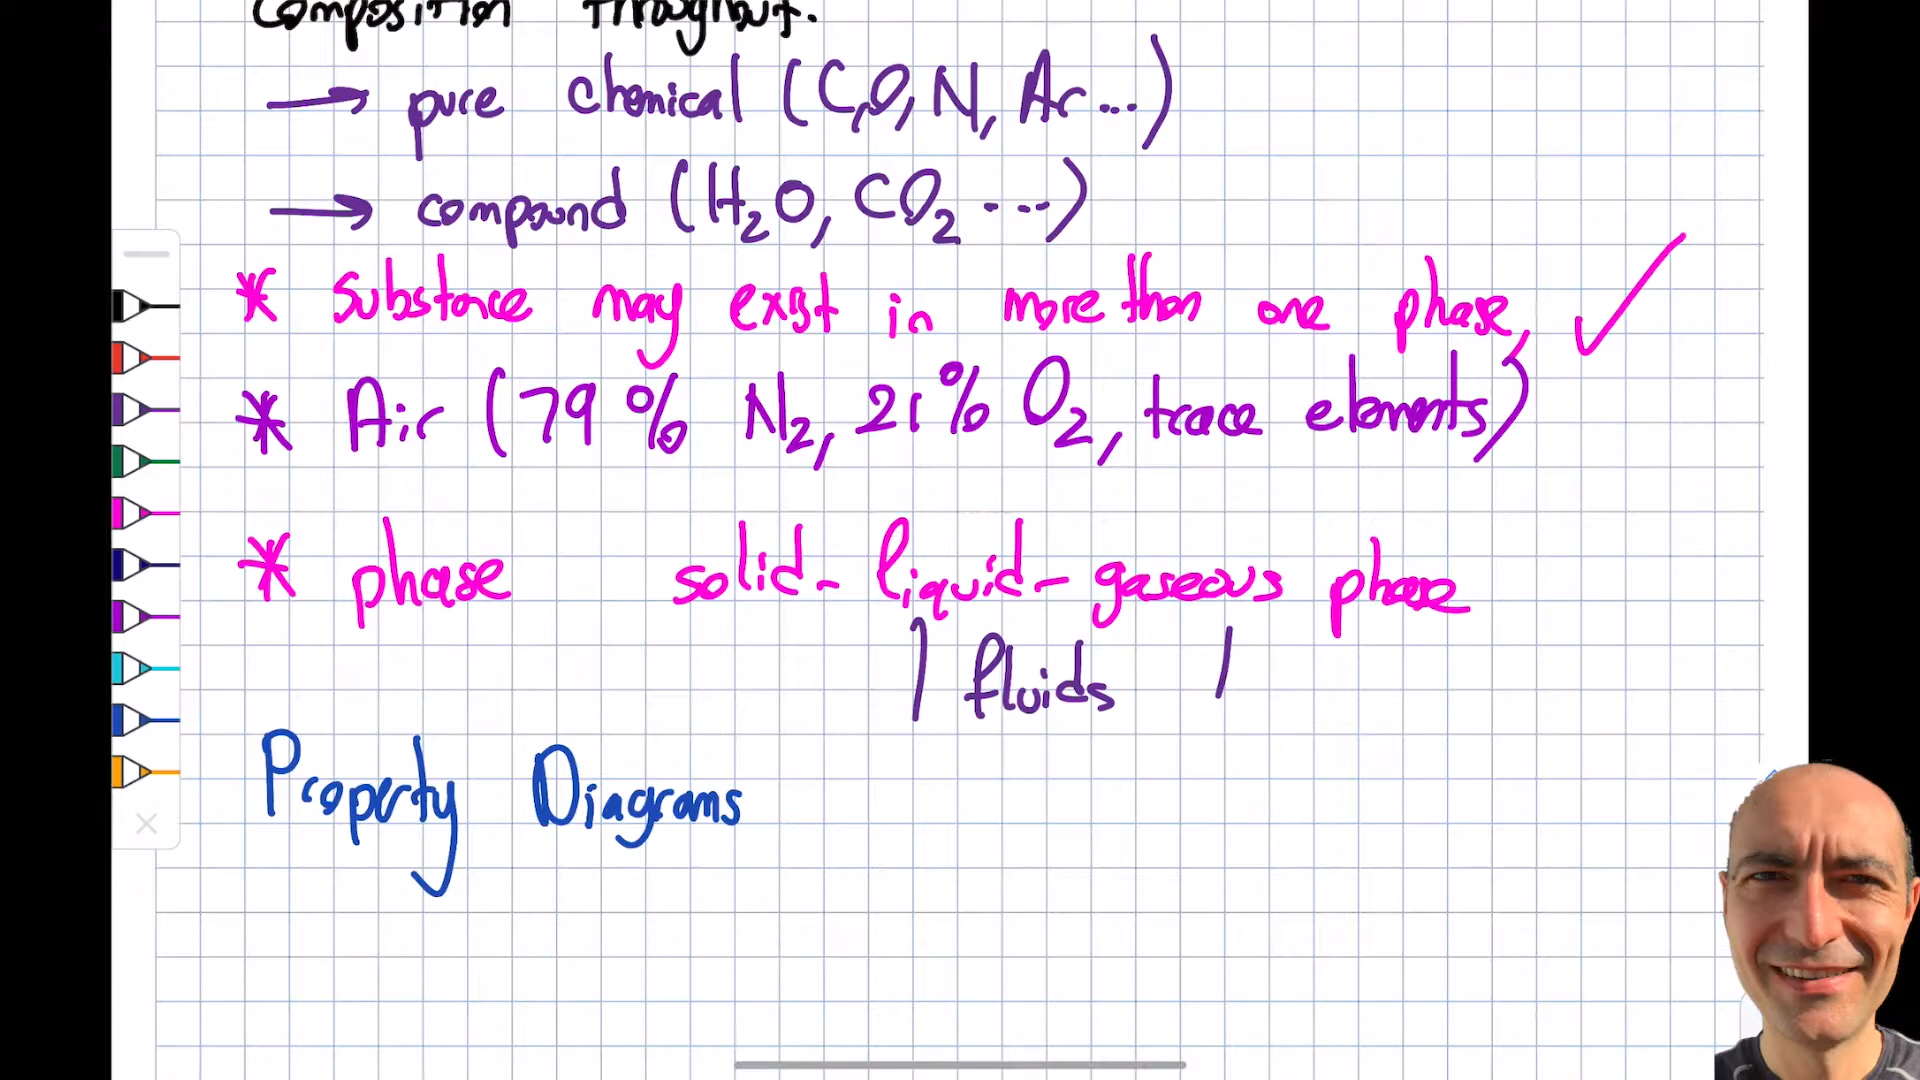 composition throughout.
→ pure chemical (C, O, N, Ar...)
→ compound (H₂O, CO₂ ...)
* substance may exist in more than one phase, ✓
* Air (79% N₂, 21% O₂, trace elements)
* phase solid-liquid-gaseous phase
| fluids |
Property Diagrams